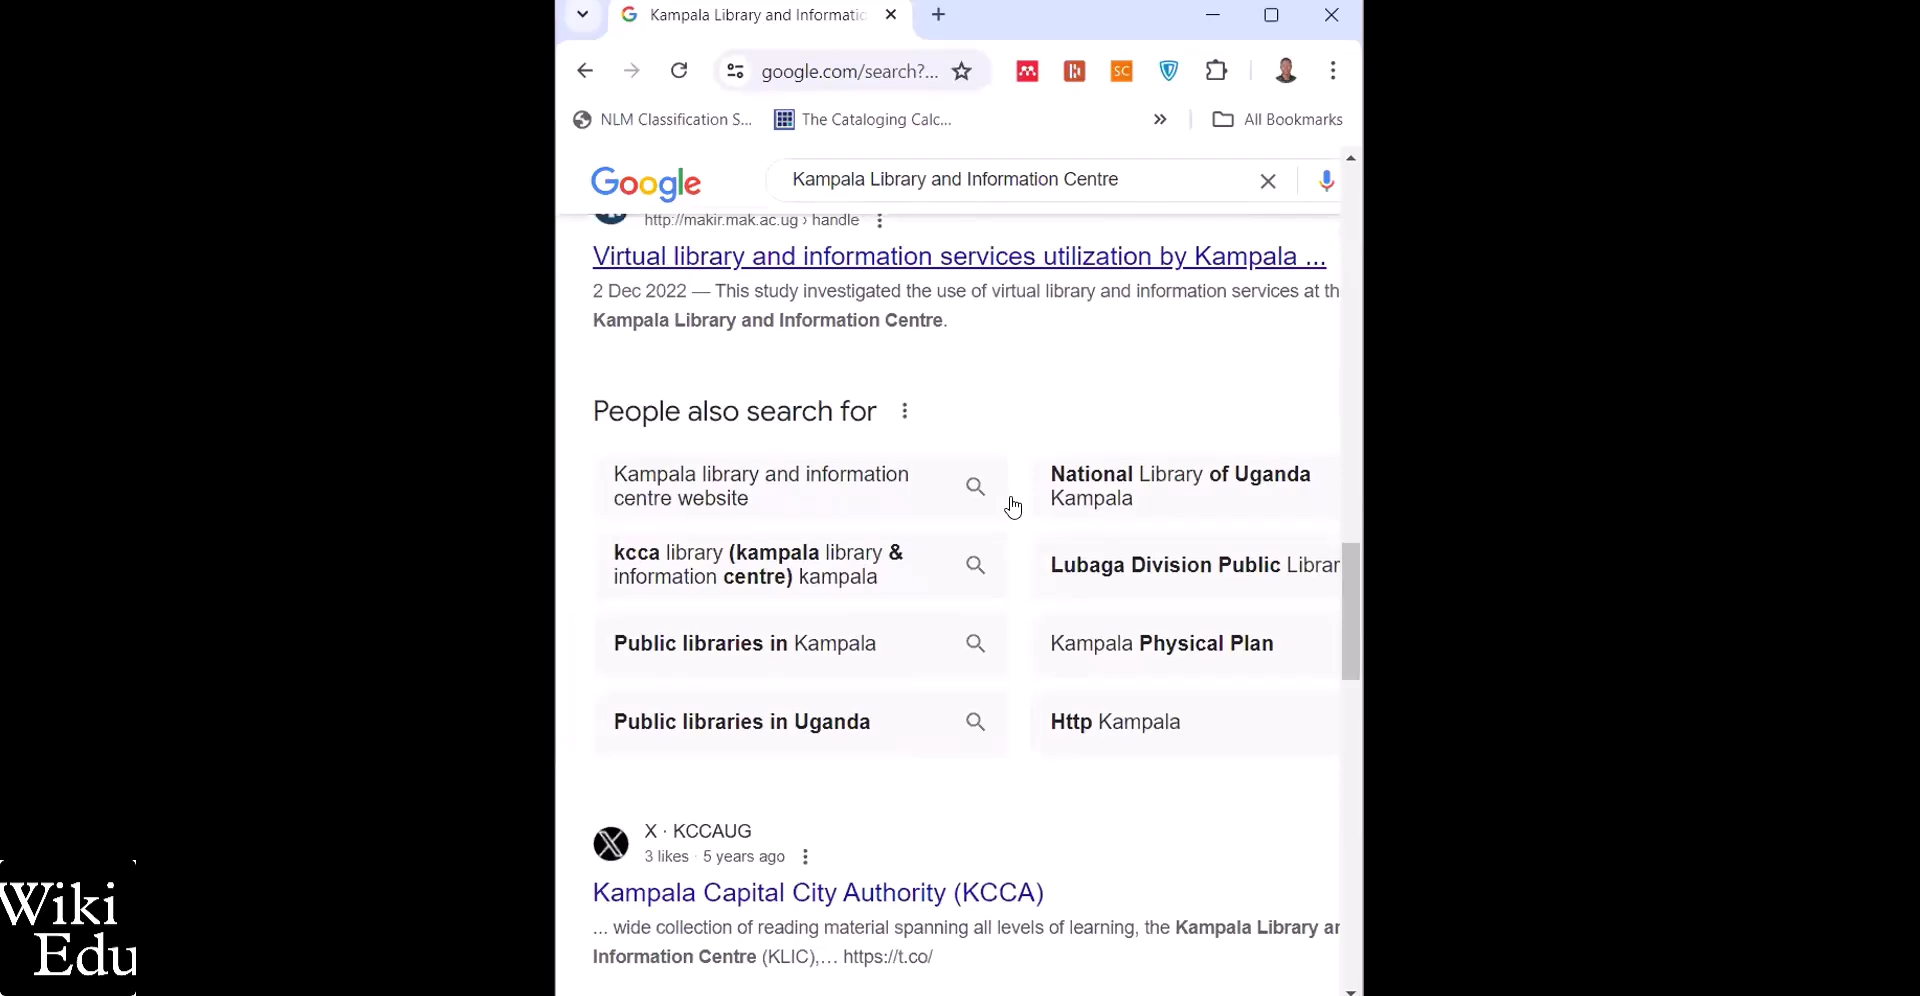 Kampala Library and Informatic
google.com/search?...
SC
NLM Classification S...
The Cataloging Calc...
All Bookmarks
Google
Kampala Library and Information Centre
http://makir.mak.ac.ug › handle
Virtual library and information services utilization by Kampala ...
2 Dec 2022 — This study investigated the use of virtual library and information services at th
Kampala Library and Information Centre.
People also search for
Kampala library and information
centre website
National Library of Uganda
Kampala
kcca library (kampala library &
information centre) kampala
Lubaga Division Public Librar
Public libraries in Kampala
Kampala Physical Plan
Public libraries in Uganda
Http Kampala
X · KCCAUG
3 likes · 5 years ago
Kampala Capital City Authority (KCCA)
... wide collection of reading material spanning all levels of learning, the Kampala Library ar
Information Centre (KLIC),... https://t.co/
Wiki
Edu